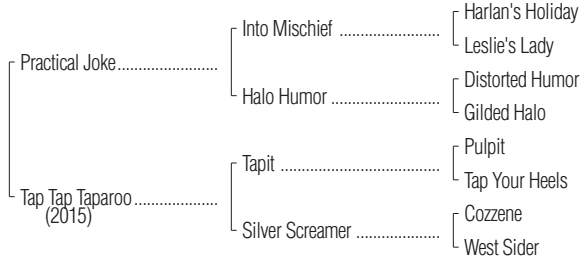 Harlan's Holiday
Into Mischief ........................
Leslie's Lady
Practical Joke........................
Distorted Humor
Halo Humor ..........................
Gilded Halo
Pulpit
Tapit ......................................
Tap Your Heels
Tap Tap Taparoo....................
(2015)
Cozzene
Silver Screamer ....................
West Sider